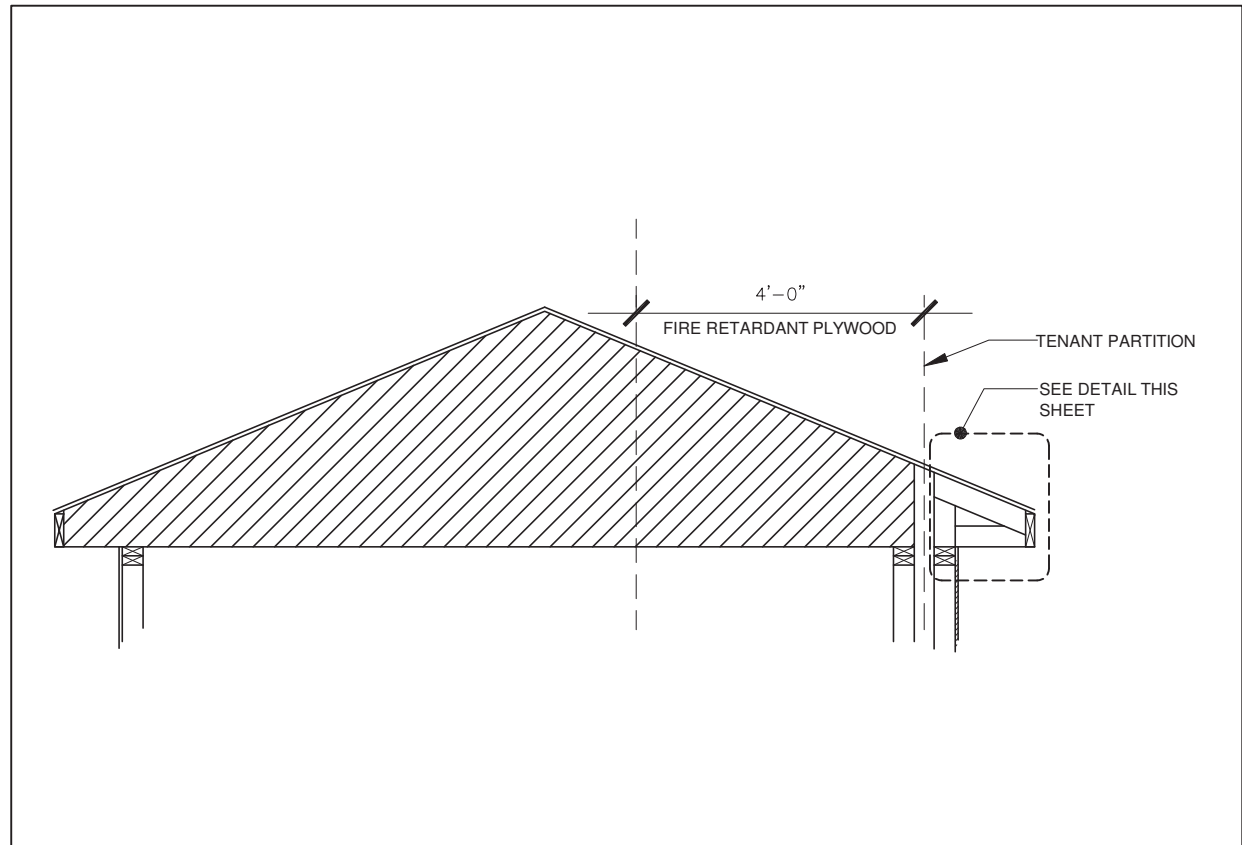 4'-0"
FIRE RETARDANT PLYWOOD
TENANT PARTITION
SEE DETAIL THIS
SHEET